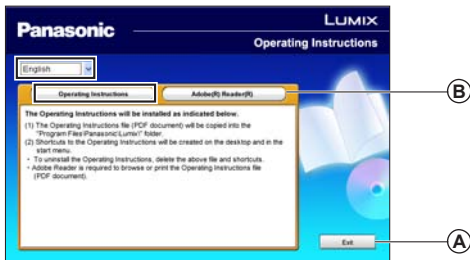 Panasonic
LUMIX
Operating Instructions
English
Operating Instructions
Adobe(R) Reader(R)
B
The Operating Instructions will be installed as indicated below.
(1) The Operating Instructions file (PDF document) will be copied into the
"Program Files\Panasonic\Lumix\" folder.
(2) Shortcuts to the Operating Instructions will be created on the desktop and in the
start menu.
・ To uninstall the Operating Instructions, delete the above file and shortcuts.
・ Adobe Reader is required to browse or print the Operating Instructions file
(PDF document).
Exit
A